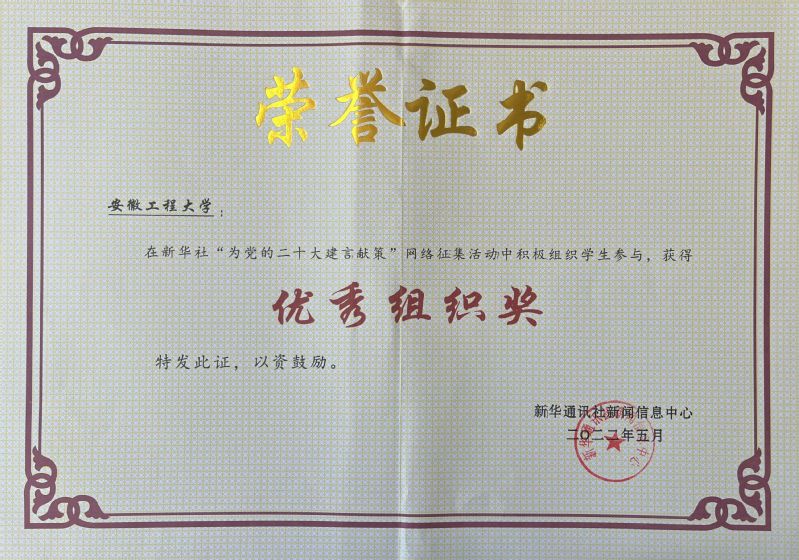 荣誉证书
安徽工程大学：
在新华社“为党的二十大建言献策”网络征集活动中积极组织学生参与，获得
优秀组织奖
特发此证，以资鼓励。
新华通讯社新闻信息中心
二〇二二年五月